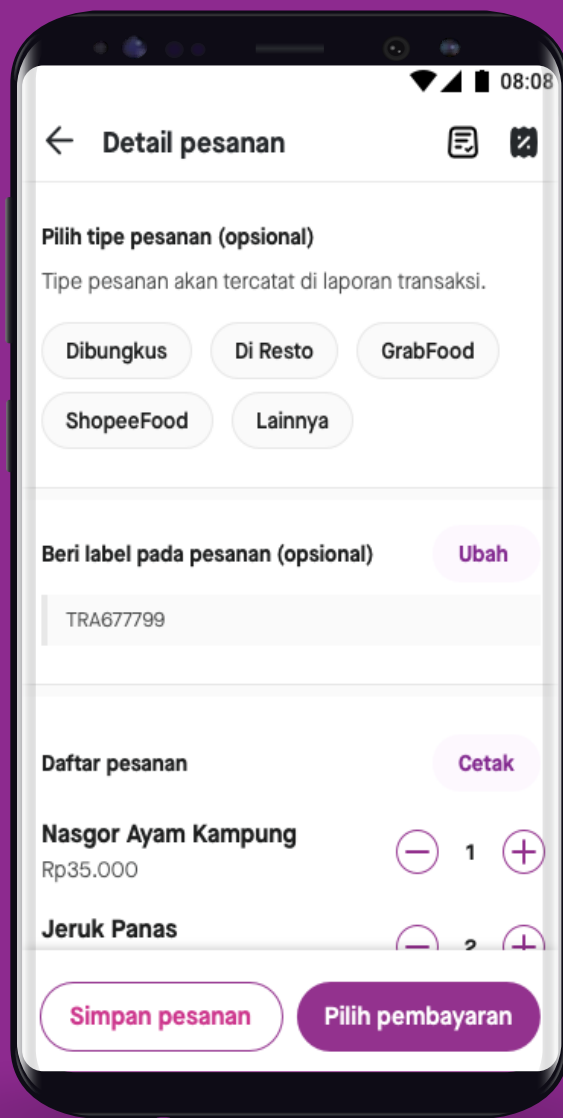 08:08
Detail pesanan
Pilih tipe pesanan (opsional)
Tipe pesanan akan tercatat di laporan transaksi.
Dibungkus Di Resto GrabFood
ShopeeFood Lainnya
Beri label pada pesanan (opsional) Ubah
TRA677799
Daftar pesanan Cetak
Nasgor Ayam Kampung
1
Rp35.000
Jeruk Panas
2
Simpan pesanan Pilih pembayaran